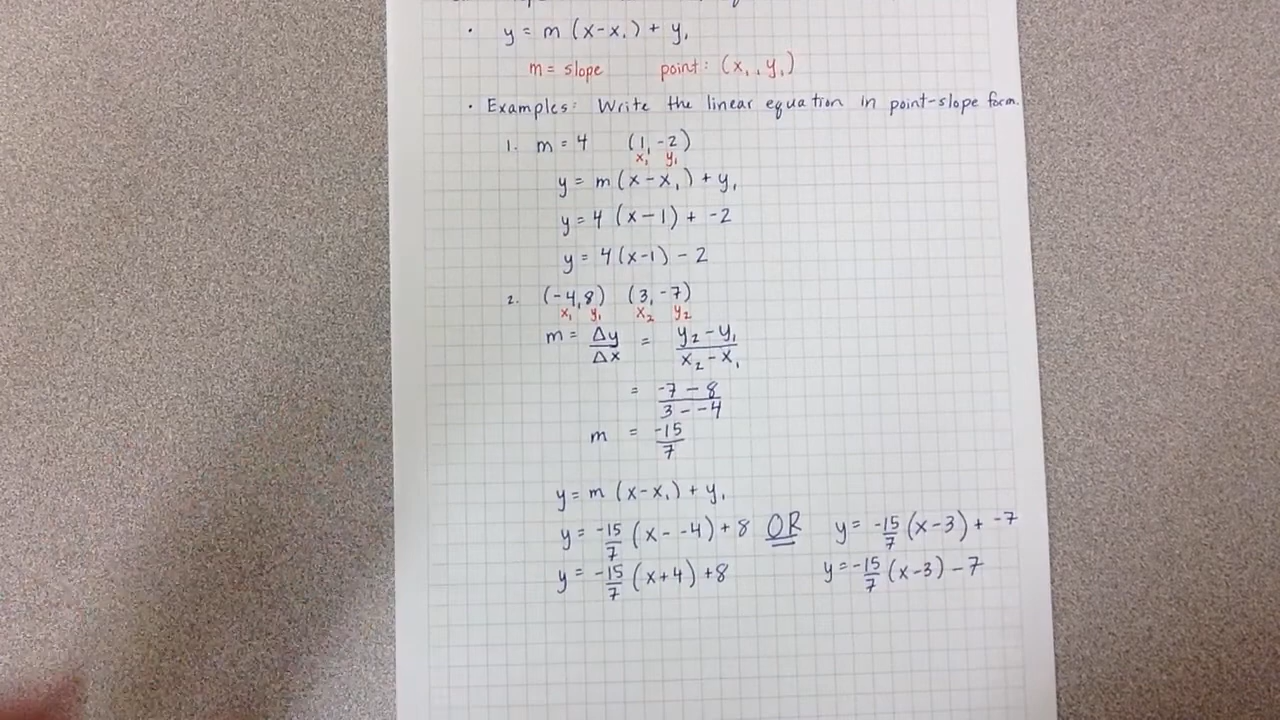 • y = m (x-x₁) + y₁
m = slope point: (x₁, y₁)
• Examples: Write the linear equation in point-slope form.
1. m = 4 (1, -2)
x₁ y₁
y = m (x-x₁) + y₁
y = 4 (x-1) + -2
y = 4(x-1) - 2
2. (-4,8) (3,-7)
x₁ y₁ x₂ y₂
m = Δy/Δx = y₂-y₁/x₂-x₁
= -7-8/3--4
m = -15/7
y = m (x-x₁) + y₁
y = -15/7 (x--4) + 8 OR y = -15/7 (x-3) + -7
y = -15/7 (x+4) +8 y = -15/7 (x-3) - 7